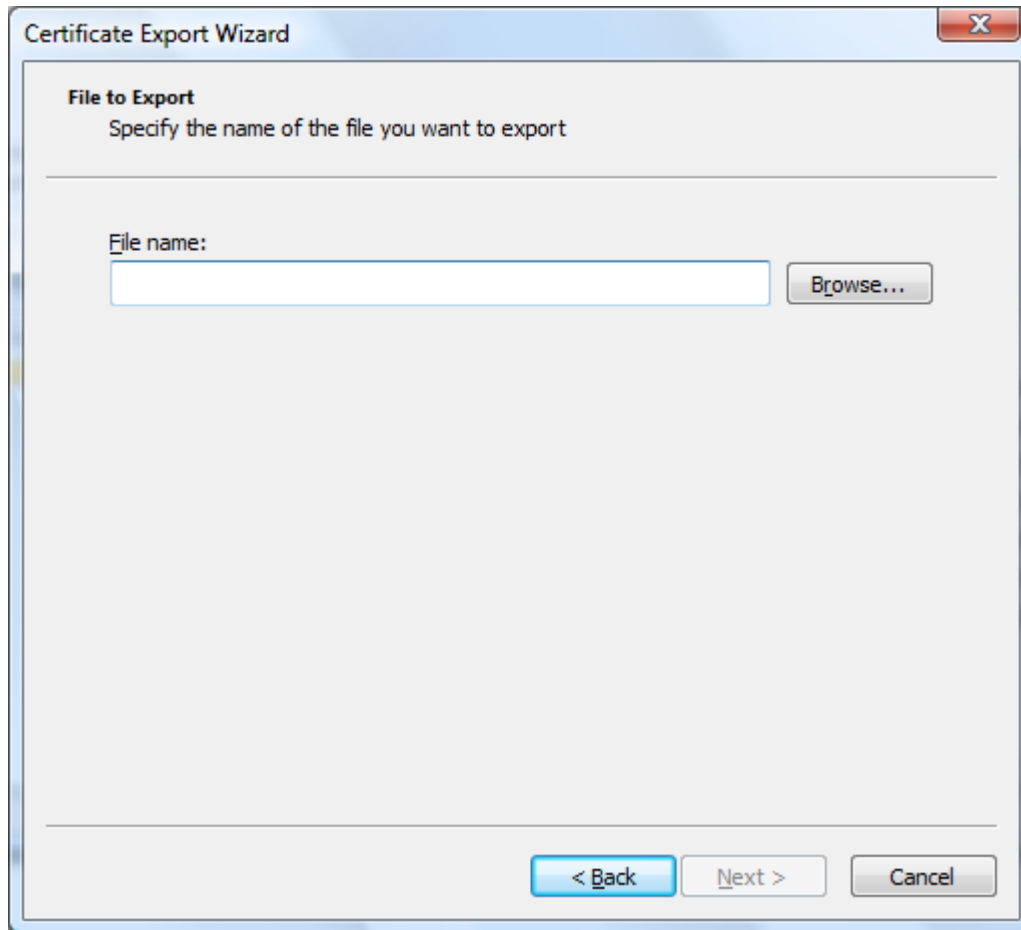 Certificate Export Wizard
File to Export
Specify the name of the file you want to export
File name:
Browse...
< Back Next > Cancel